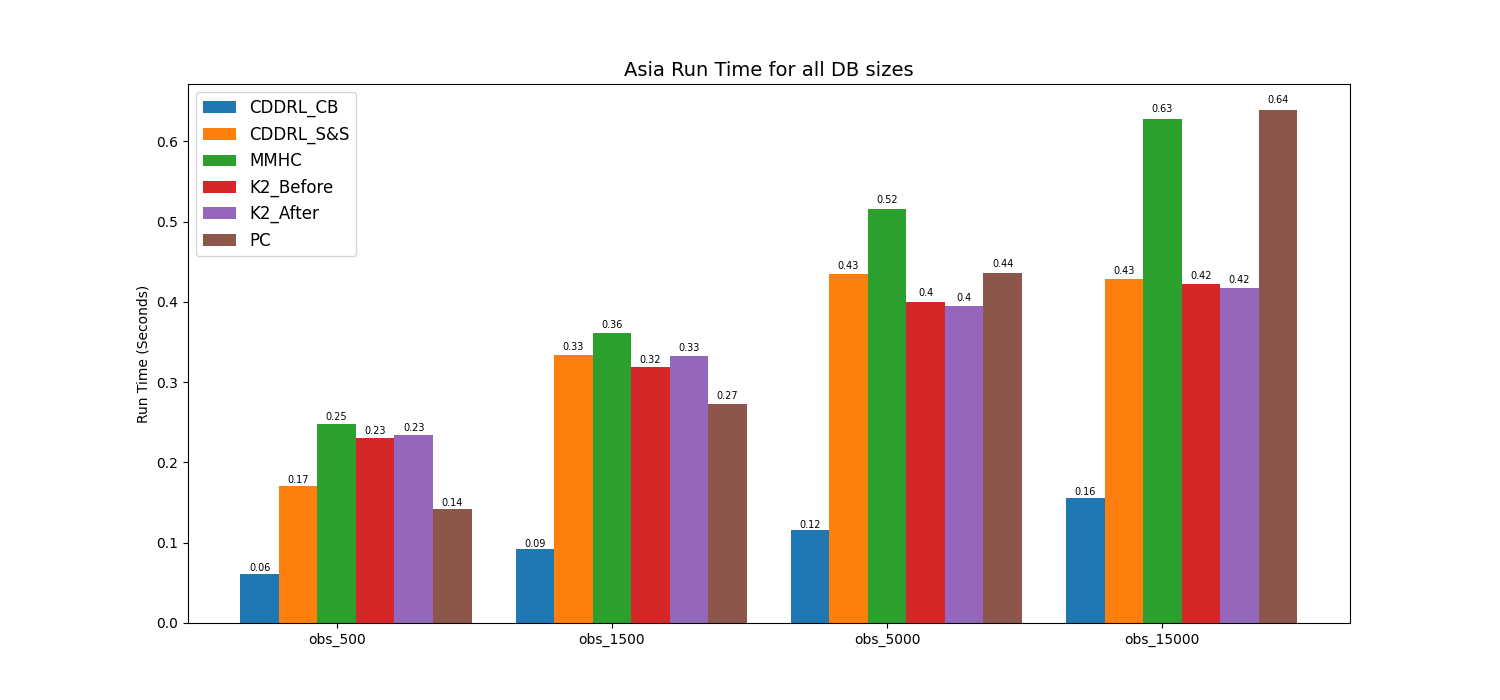 Asia Run Time for all DB sizes
CDDRL_CB
CDDRL_S&S
MMHC
K2_Before
K2_After
PC
Run Time (Seconds)
0.6
0.5
0.4
0.3
0.2
0.1
0.0
0.06
0.17
0.25
0.23
0.23
0.14
0.09
0.33
0.36
0.32
0.33
0.27
0.12
0.43
0.52
0.4
0.4
0.44
0.16
0.43
0.63
0.42
0.42
0.64
obs_500
obs_1500
obs_5000
obs_15000